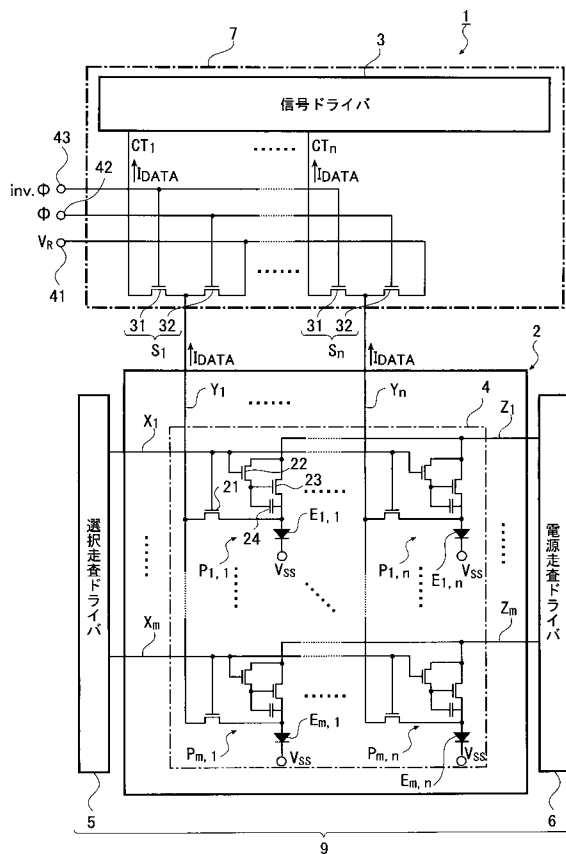 1
7
3
信号ドライバ
CT1
CTn
43
IDATA
IDATA
42
inv.Φ
Φ
VR
41
31
32
31
32
S1
Sn
IDATA
IDATA
2
Y1
Yn
4
X1
Z1
22
23
21
24
E1,1
P1,1
VSS
P1,n
E1,n
VSS
選択走査ドライバ
電源走査ドライバ
Xm
Zm
Pm,1
Em,1
VSS
Pm,n
Em,n
VSS
5
6
9